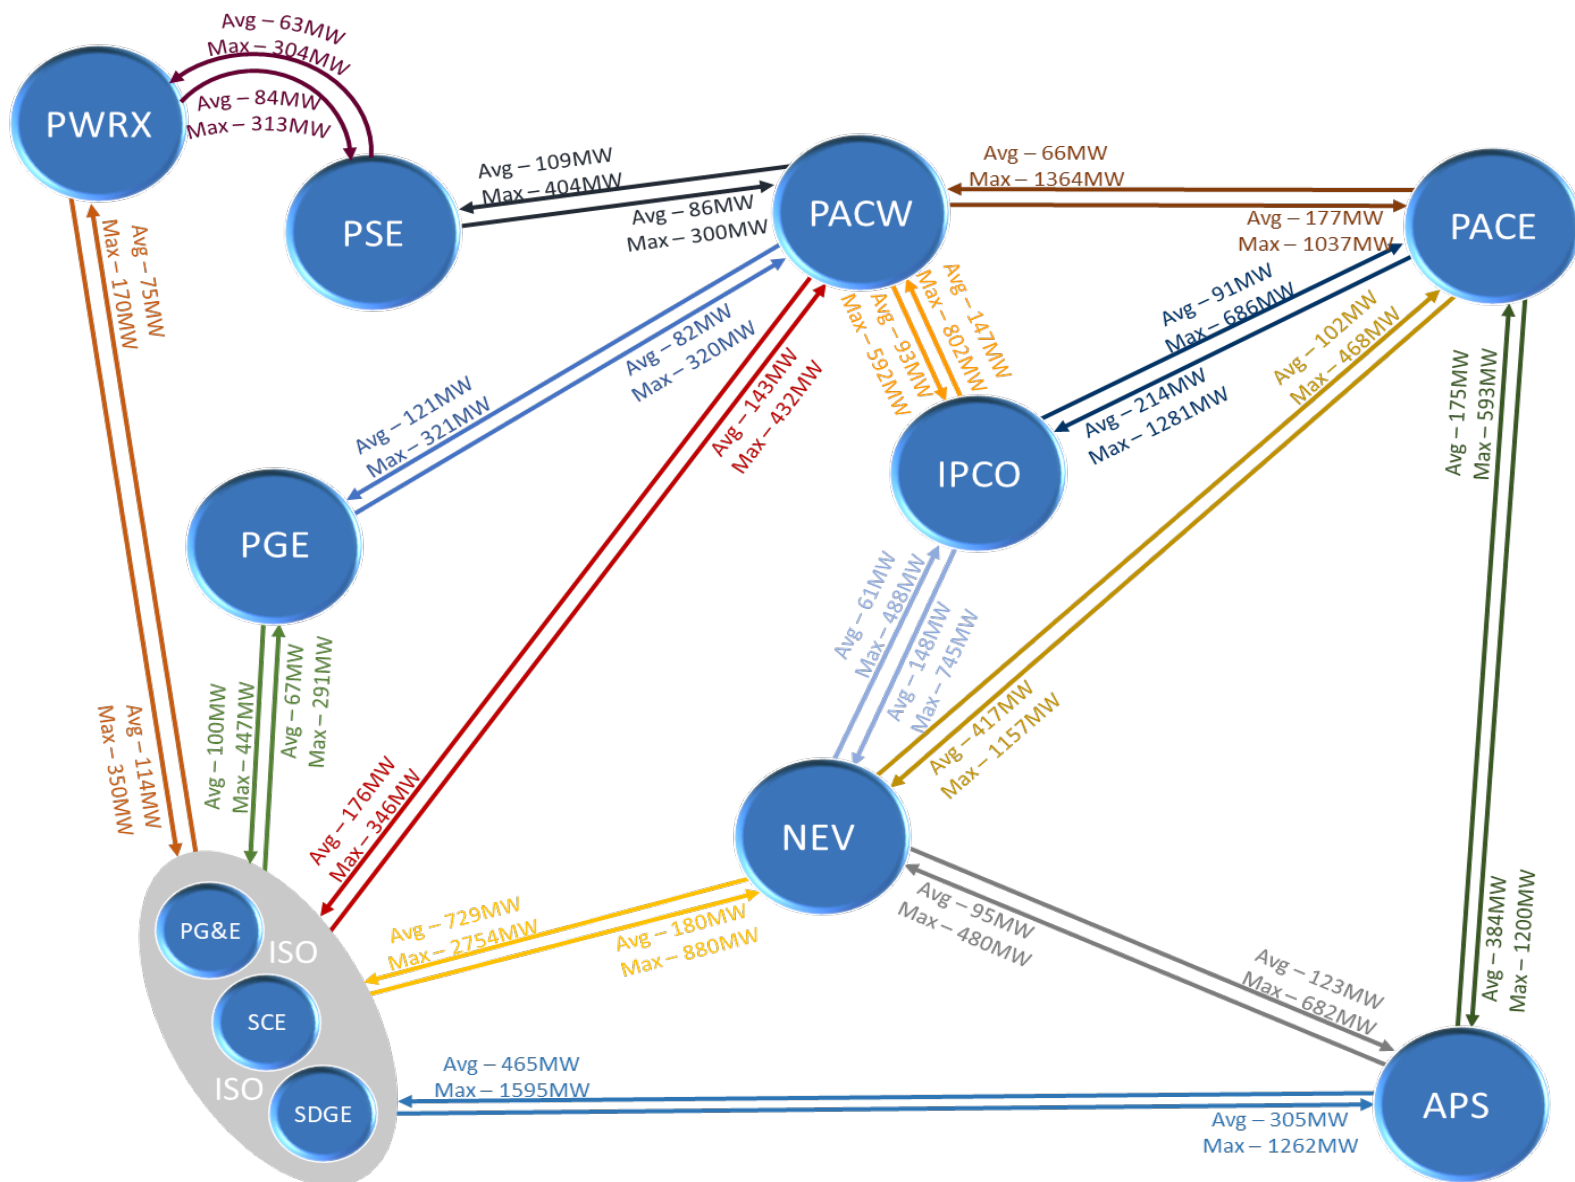 Avg – 63MW
Max – 304MW
PWRX
Avg – 84MW
Max – 313MW
PSE
Avg – 109MW
Max – 404MW
Avg – 86MW
Max – 300MW
PACW
Avg – 66MW
Max – 1364MW
Avg – 177MW
Max – 1037MW
PACE
Avg – 75MW
Max – 170MW
Avg – 82MW
Max – 320MW
Avg – 121MW
Max – 321MW
Avg – 143MW
Max – 432MW
Avg – 93MW
Max – 592MW
Avg – 147MW
Max – 802MW
Avg – 91MW
Max – 686MW
Avg – 214MW
Max – 1281MW
Avg – 102MW
Max – 468MW
Avg – 175MW
Max – 593MW
IPCO
PGE
Avg – 61MW
Max – 488MW
Avg – 148MW
Max – 745MW
Avg – 417MW
Max – 1157MW
Avg – 114MW
Max – 350MW
Avg – 100MW
Max – 447MW
Avg – 67MW
Max – 291MW
Avg – 176MW
Max – 346MW
NEV
Avg – 729MW
Max – 2754MW
Avg – 180MW
Max – 880MW
Avg – 95MW
Max – 480MW
Avg – 123MW
Max – 682MW
Avg – 384MW
Max – 1200MW
PG&E
ISO
SCE
ISO
SDGE
Avg – 465MW
Max – 1595MW
Avg – 305MW
Max – 1262MW
APS